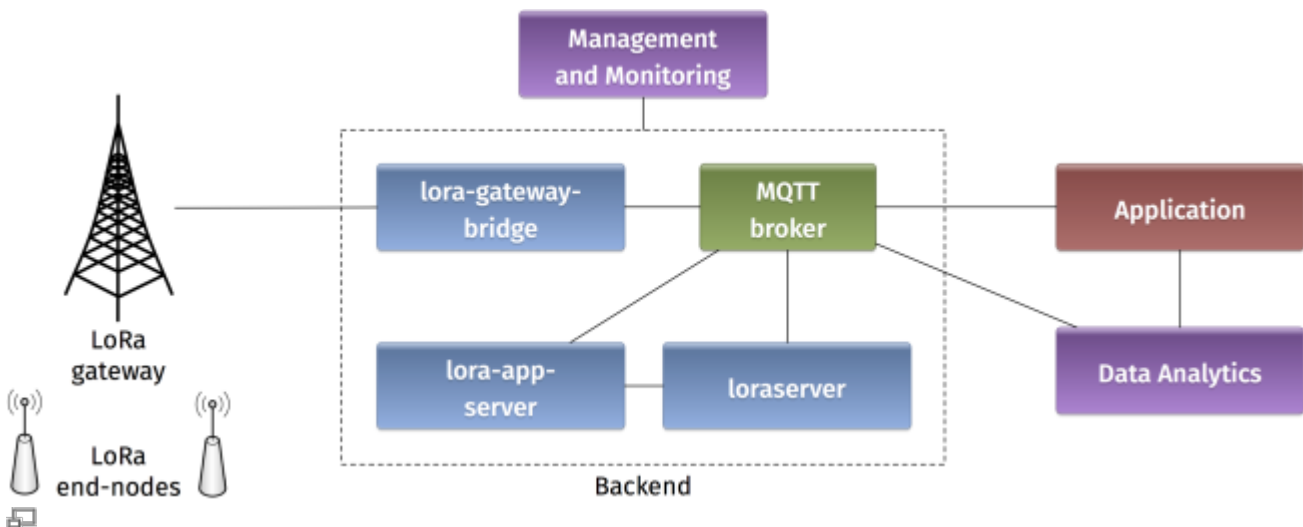 Management
and Monitoring
lora-gateway-
bridge
MQTT
broker
Application
LoRa
gateway
lora-app-
server
loraserver
Data Analytics
LoRa
end-nodes
Backend